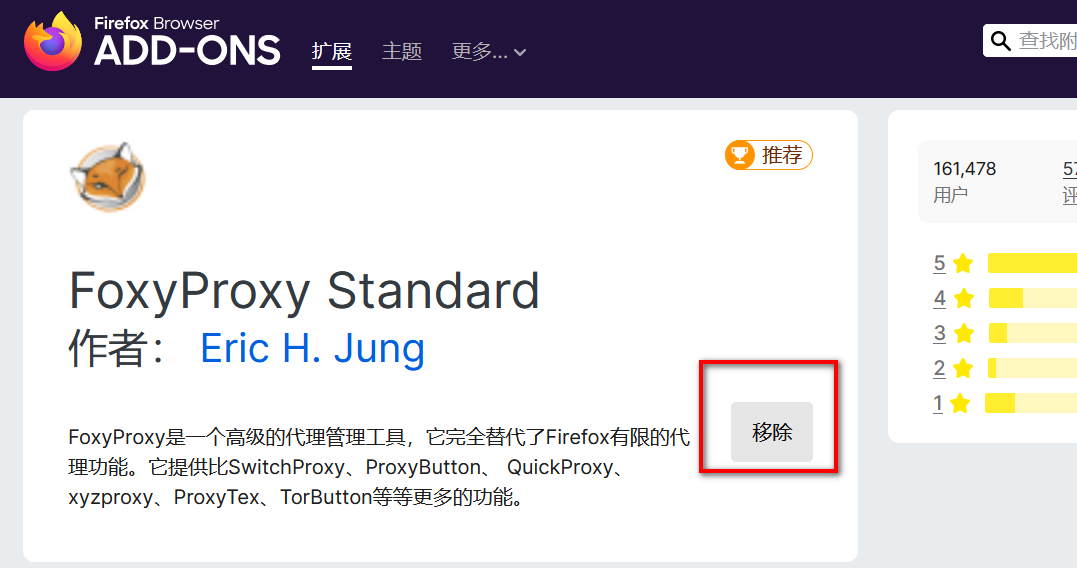 Firefox Browser
ADD-ONS
扩展 主题 更多...
查找附
推荐
161,478
用户
FoxyProxy Standard
作者： Eric H. Jung
FoxyProxy是一个高级的代理管理工具，它完全替代了Firefox有限的代
理功能。它提供比SwitchProxy、ProxyButton、 QuickProxy、
xyzproxy、ProxyTex、TorButton等等更多的功能。
移除
5
4
3
2
1